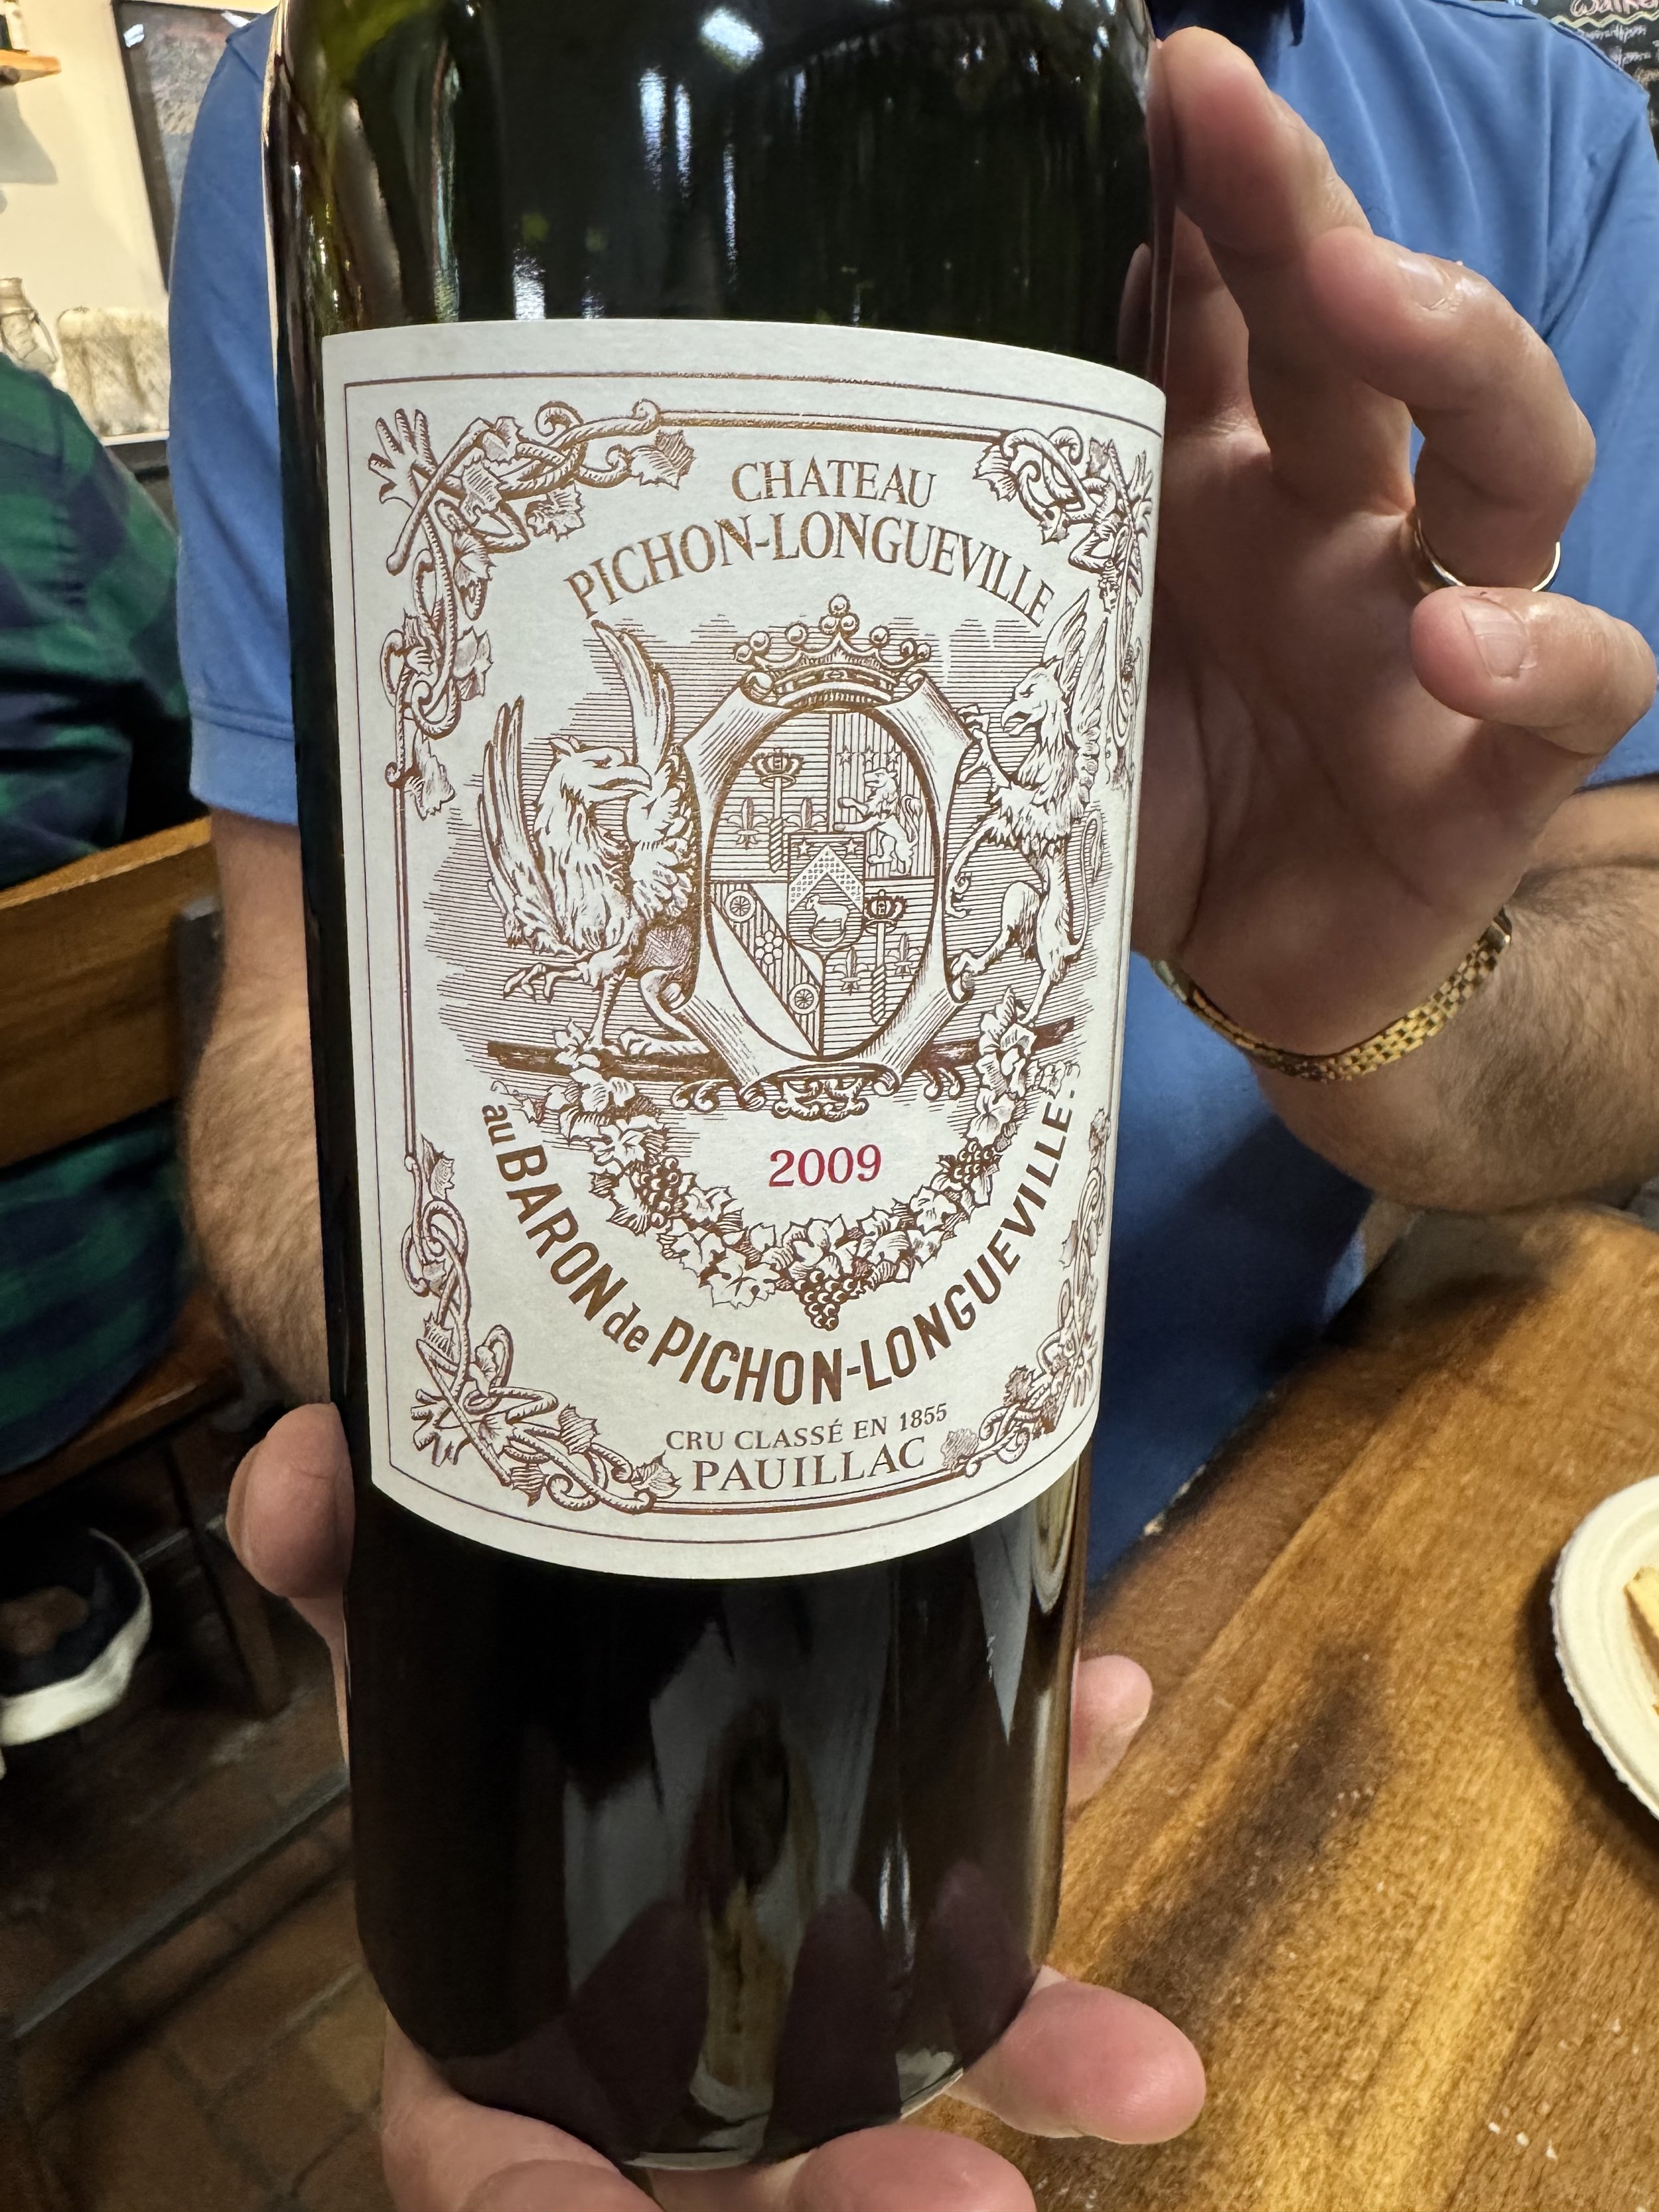 CHATEAU
PICHON-LONGUEVILLE
2009
au BARON de PICHON-LONGUEVILLE.
CRU CLASSÉ EN 1855
PAUILLAC